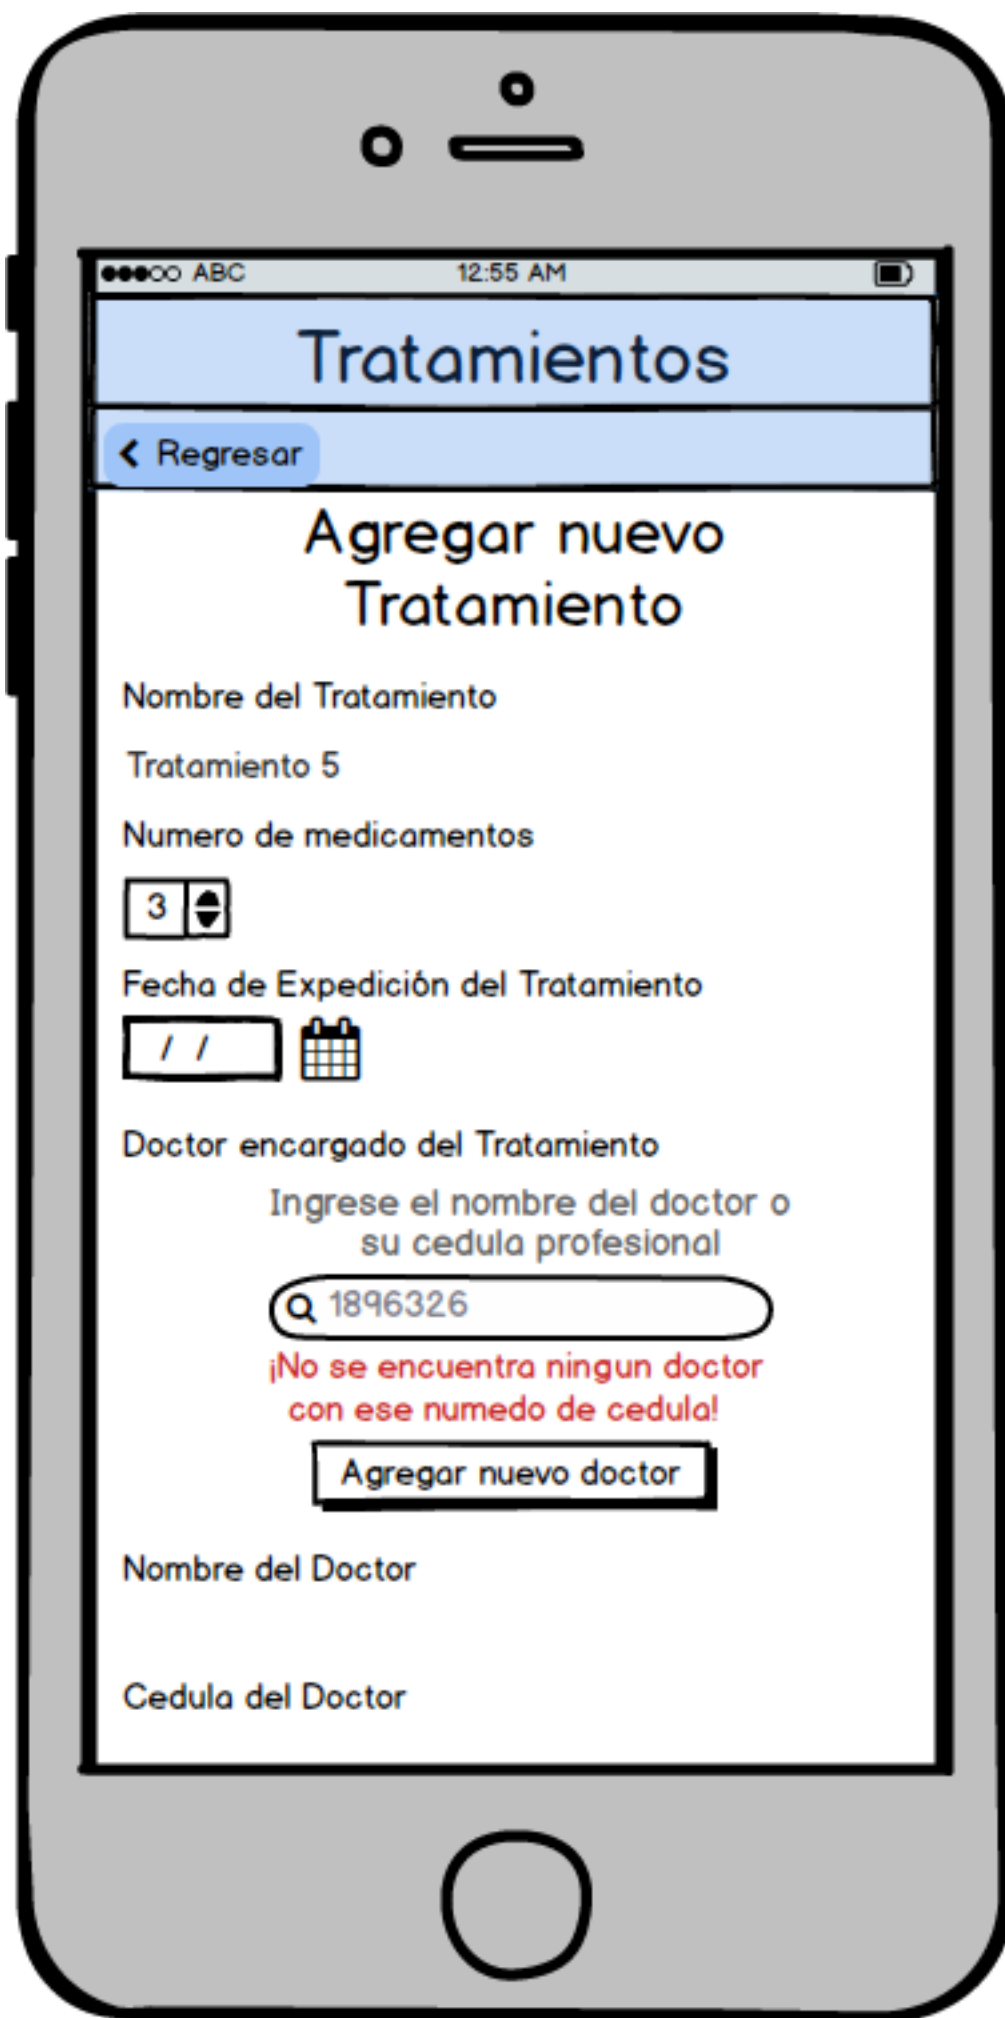 ABC 12:55 AM
Tratamientos
Regresar
Agregar nuevo
Tratamiento
Nombre del Tratamiento
Tratamiento 5
Numero de medicamentos
3
Fecha de Expedición del Tratamiento
/ /
Doctor encargado del Tratamiento
Ingrese el nombre del doctor o
su cedula profesional
1896326
¡No se encuentra ningun doctor
con ese numedo de cedula!
Agregar nuevo doctor
Nombre del Doctor
Cedula del Doctor